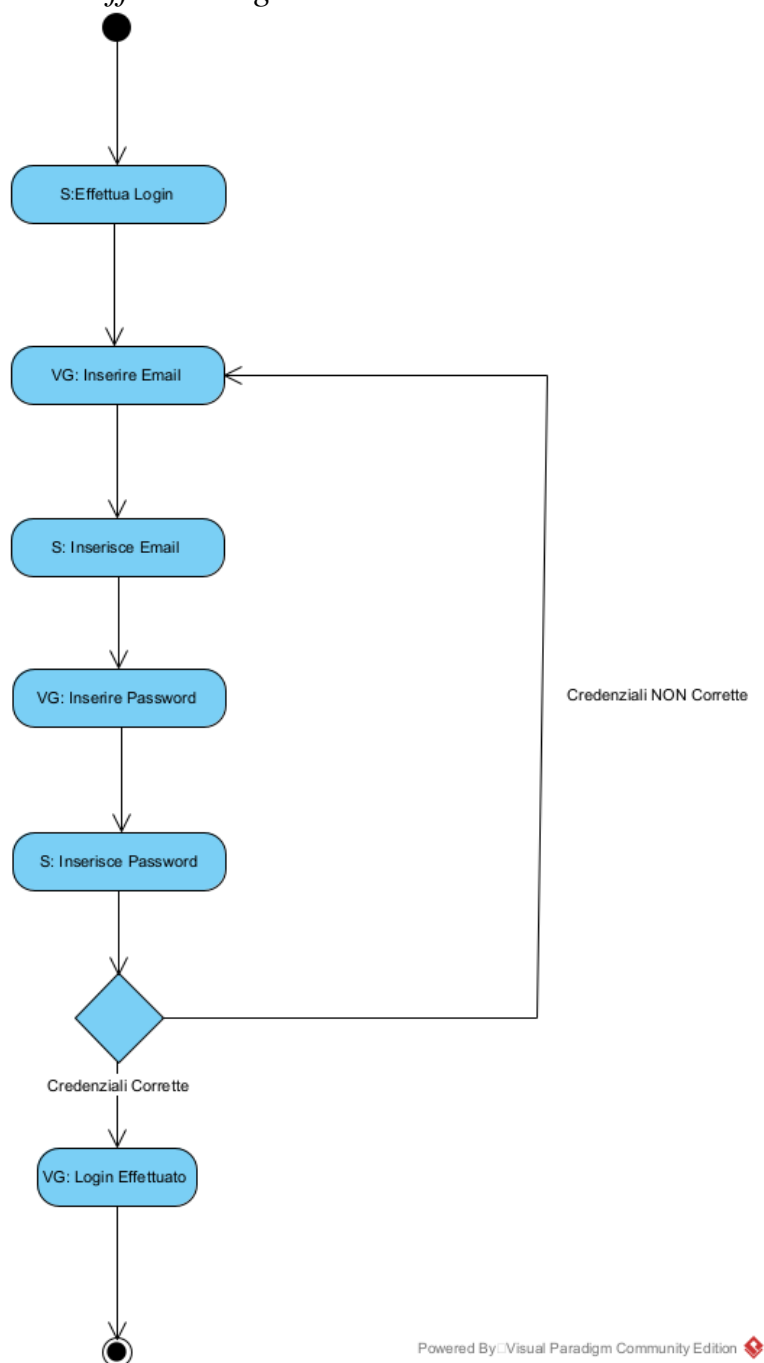 S:Effettua Login
VG: Inserire Email
S: Inserisce Email
VG: Inserire Password
Credenziali NON Corrette
S: Inserisce Password
Credenziali Corrette
VG: Login Effettuato
Powered By Visual Paradigm Community Edition